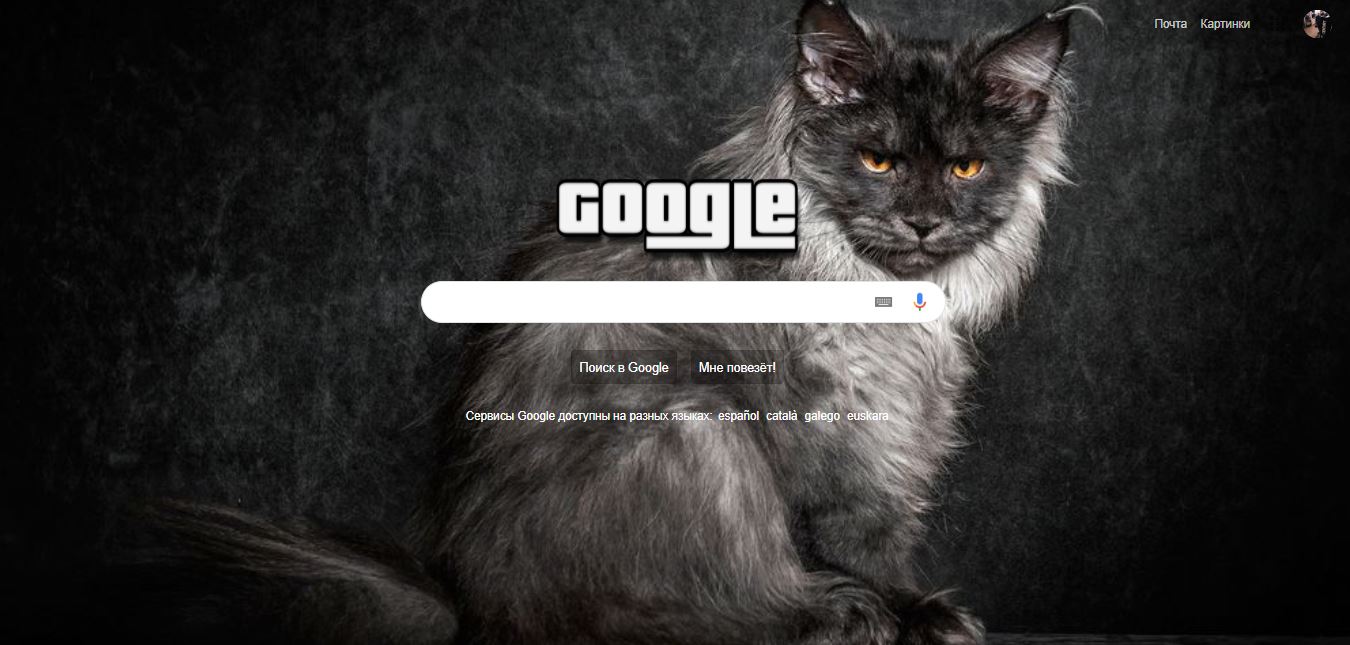 Почта Картинки
Google
Поиск в Google Мне повезёт!
Сервисы Google доступны на разных языках: español català galego euskara